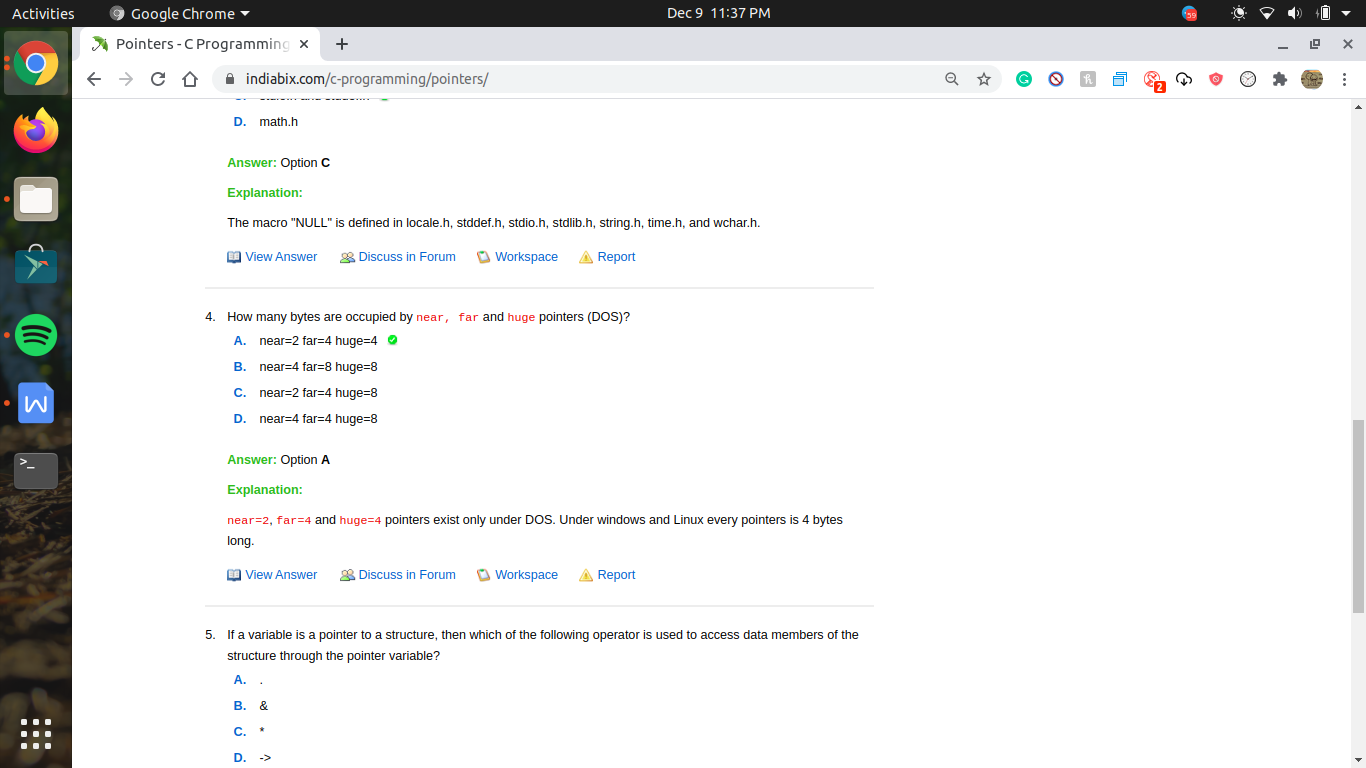 Activities
Google Chrome
Dec 9 11:37 PM
59
Pointers - C Programming
indiabix.com/c-programming/pointers/
2
D. math.h
Answer: Option C
Explanation:
The macro "NULL" is defined in locale.h, stddef.h, stdio.h, stdlib.h, string.h, time.h, and wchar.h.
View Answer Discuss in Forum Workspace Report
4. How many bytes are occupied by near, far and huge pointers (DOS)?
A. near=2 far=4 huge=4
B. near=4 far=8 huge=8
C. near=2 far=4 huge=8
D. near=4 far=4 huge=8
Answer: Option A
Explanation:
near=2, far=4 and huge=4 pointers exist only under DOS. Under windows and Linux every pointers is 4 bytes
long.
View Answer Discuss in Forum Workspace Report
5. If a variable is a pointer to a structure, then which of the following operator is used to access data members of the
structure through the pointer variable?
A. .
B. &
C. *
D. ->